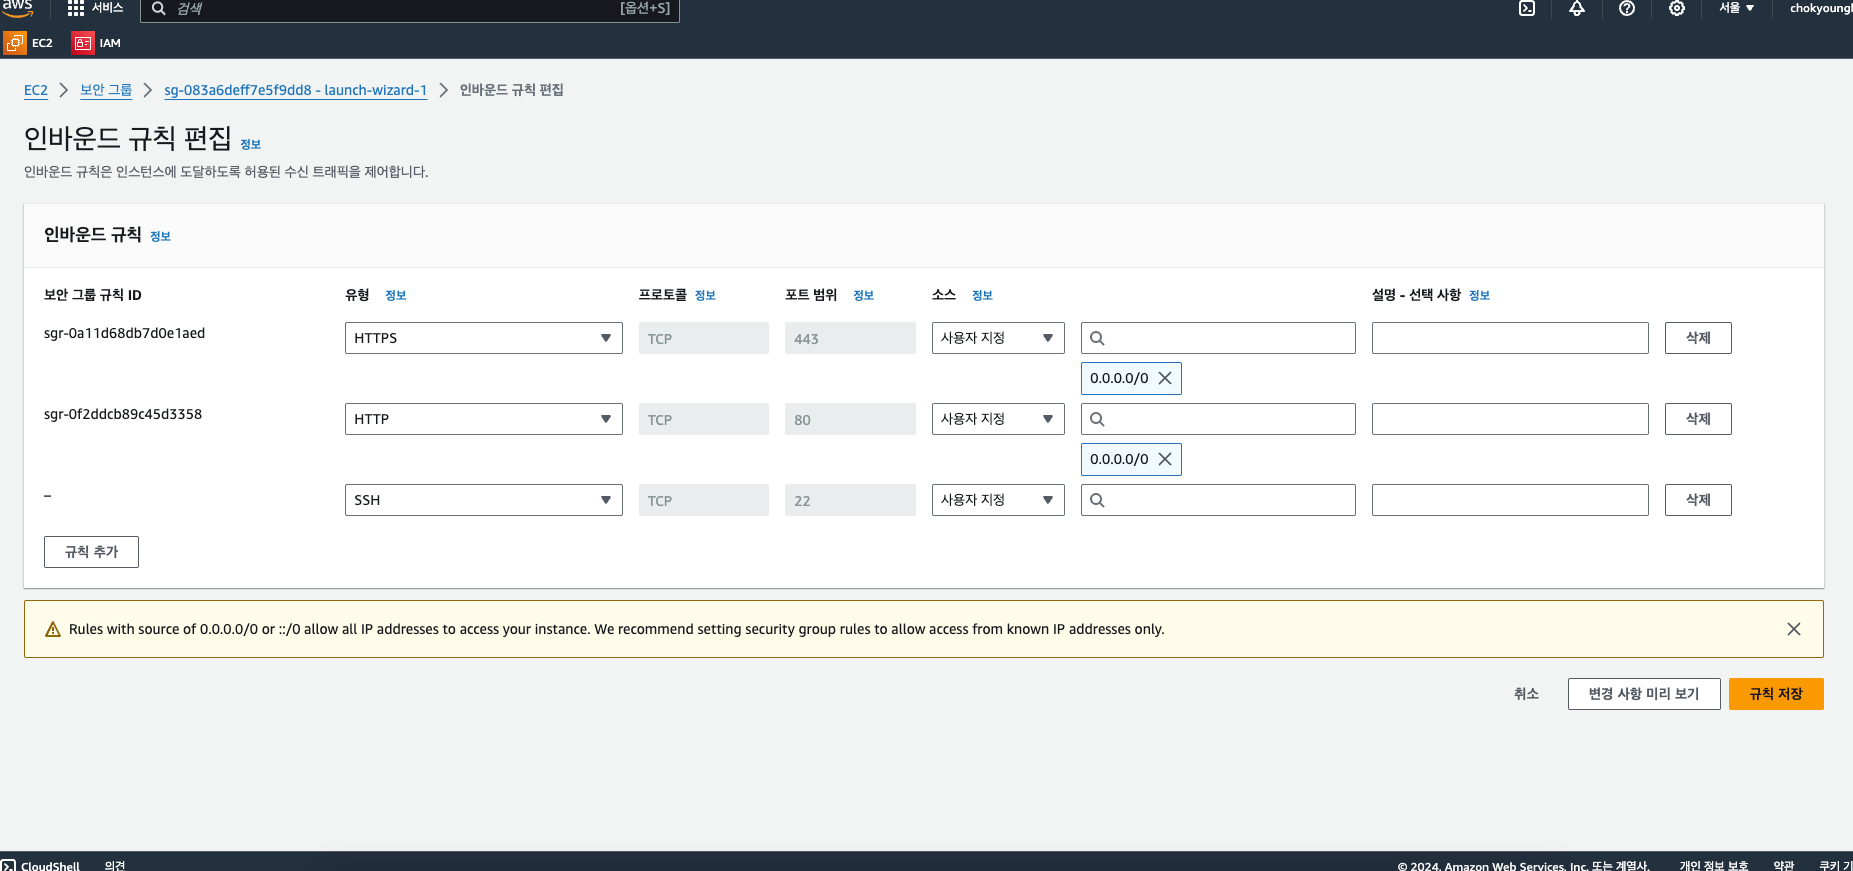 aws 서비스 검색 [옵션+S] 서울 ▼ chokyoung
EC2 IAM
EC2 > 보안 그룹 > sg-083a6deff7e5f9dd8 - launch-wizard-1 > 인바운드 규칙 편집
인바운드 규칙 편집 정보
인바운드 규칙은 인스턴스에 도달하도록 허용된 수신 트래픽을 제어합니다.
인바운드 규칙 정보
보안 그룹 규칙 ID 유형 정보 프로토콜 정보 포트 범위 정보 소스 정보 설명 - 선택 사항 정보
sgr-0a11d68db7d0e1aed HTTPS TCP 443 사용자 지정 삭제
0.0.0.0/0
sgr-0f2ddcb89c45d3358 HTTP TCP 80 사용자 지정 삭제
0.0.0.0/0
– SSH TCP 22 사용자 지정 삭제
규칙 추가
Rules with source of 0.0.0.0/0 or ::/0 allow all IP addresses to access your instance. We recommend setting security group rules to allow access from known IP addresses only.
취소 변경 사항 미리 보기 규칙 저장
CloudShell 의견 © 2024, Amazon Web Services, Inc. 또는 계열사. 개인 정보 보호 약관 쿠키